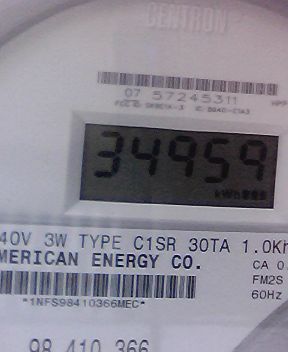 CENTRON
07 57245311
34959
kWh
40V 3W TYPE C1SR 30TA 1.0Kh
MERICAN ENERGY CO.
CA 0.
FM2S
*1NFS98410366MEC*
60Hz
98 410 366